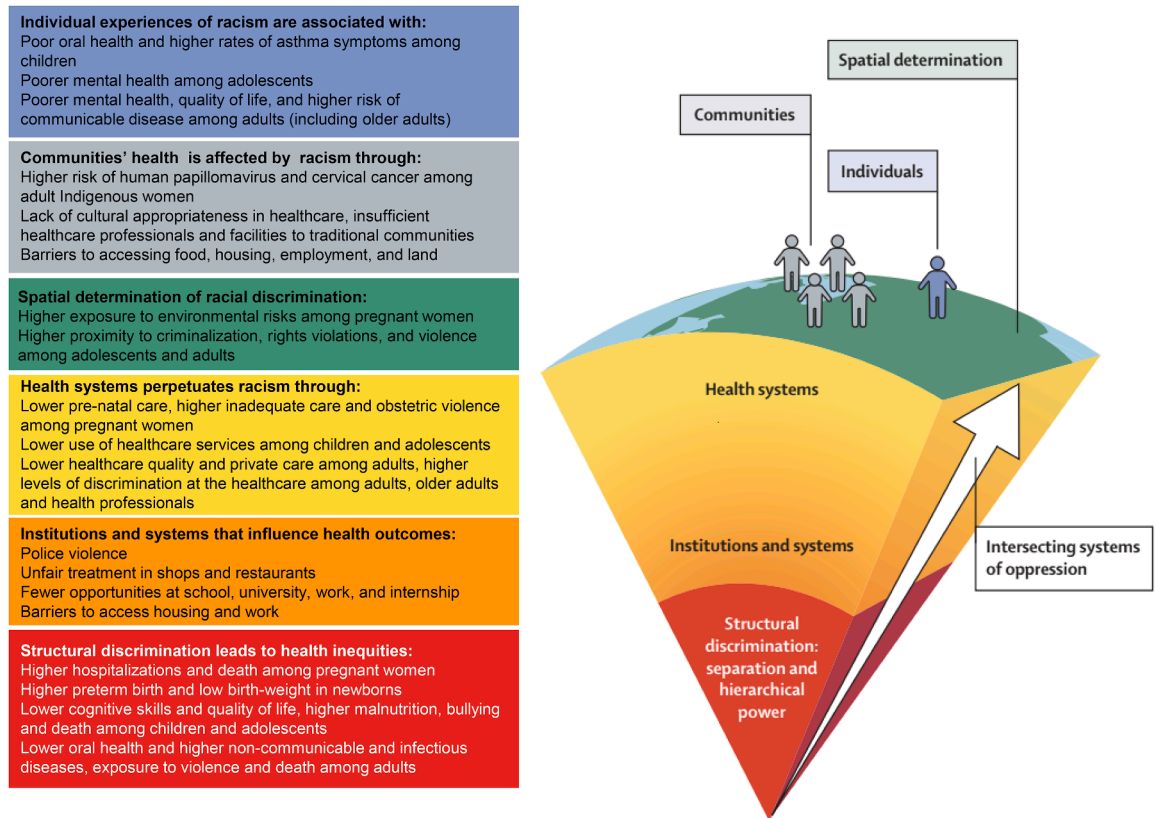 Individual experiences of racism are associated with:
Poor oral health and higher rates of asthma symptoms among
children
Poorer mental health among adolescents
Poorer mental health, quality of life, and higher risk of
communicable disease among adults (including older adults)
Communities' health  is affected by  racism through:
Higher risk of human papillomavirus and cervical cancer among
adult Indigenous women
Lack of cultural appropriateness in healthcare, insufficient
healthcare professionals and facilities to traditional communities
Barriers to accessing food, housing, employment, and land
Spatial determination of racial discrimination:
Higher exposure to environmental risks among pregnant women
Higher proximity to criminalization, rights violations, and violence
among adolescents and adults
Health systems perpetuates racism through:
Lower pre-natal care, higher inadequate care and obstetric violence
among pregnant women
Lower use of healthcare services among children and adolescents
Lower healthcare quality and private care among adults, higher
levels of discrimination at the healthcare among adults, older adults
and health professionals
Institutions and systems that influence health outcomes:
Police violence
Unfair treatment in shops and restaurants
Fewer opportunities at school, university, work, and internship
Barriers to access housing and work
Structural discrimination leads to health inequities:
Higher hospitalizations and death among pregnant women
Higher preterm birth and low birth-weight in newborns
Lower cognitive skills and quality of life, higher malnutrition, bullying
and death among children and adolescents
Lower oral health and higher non-communicable and infectious
diseases, exposure to violence and death among adults
Spatial determination
Communities
Individuals
Health systems
Institutions and systems
Intersecting systems
of oppression
Structural
discrimination:
separation and
hierarchical
power